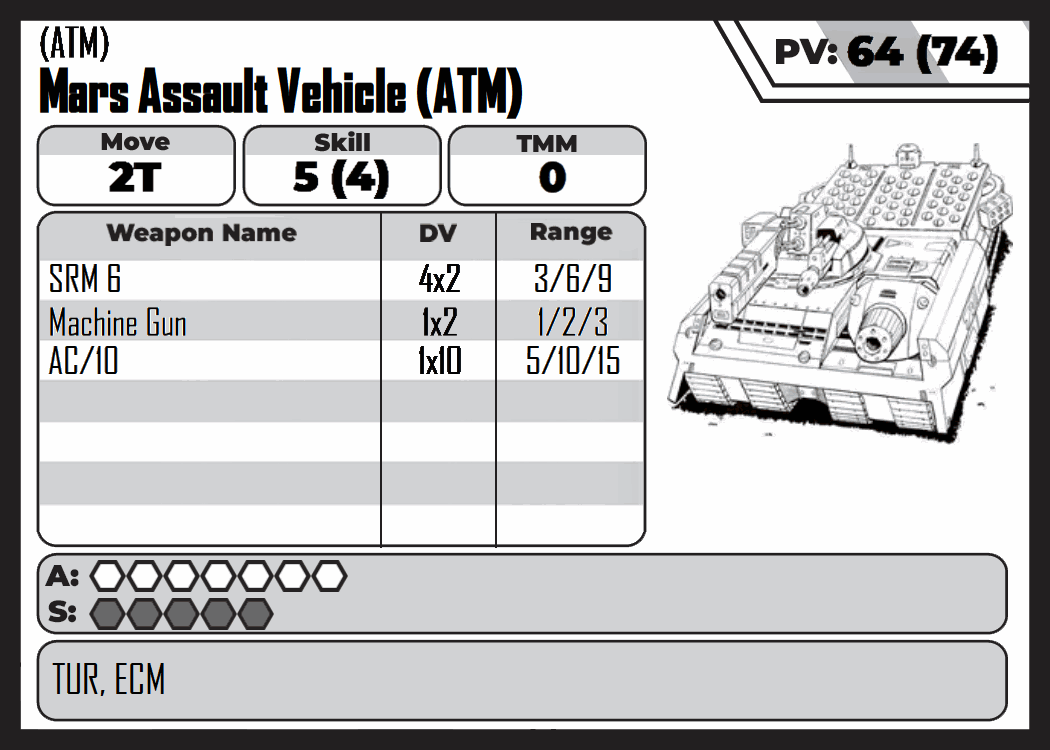 (ATM)
Mars Assault Vehicle (ATM)
PV: 64 (74)
Move Skill TMM
2T 5 (4) 0
Weapon Name DV Range
SRM 6 4x2 3/6/9
Machine Gun 1x2 1/2/3
AC/10 1x10 5/10/15
A:
S:
TUR, ECM